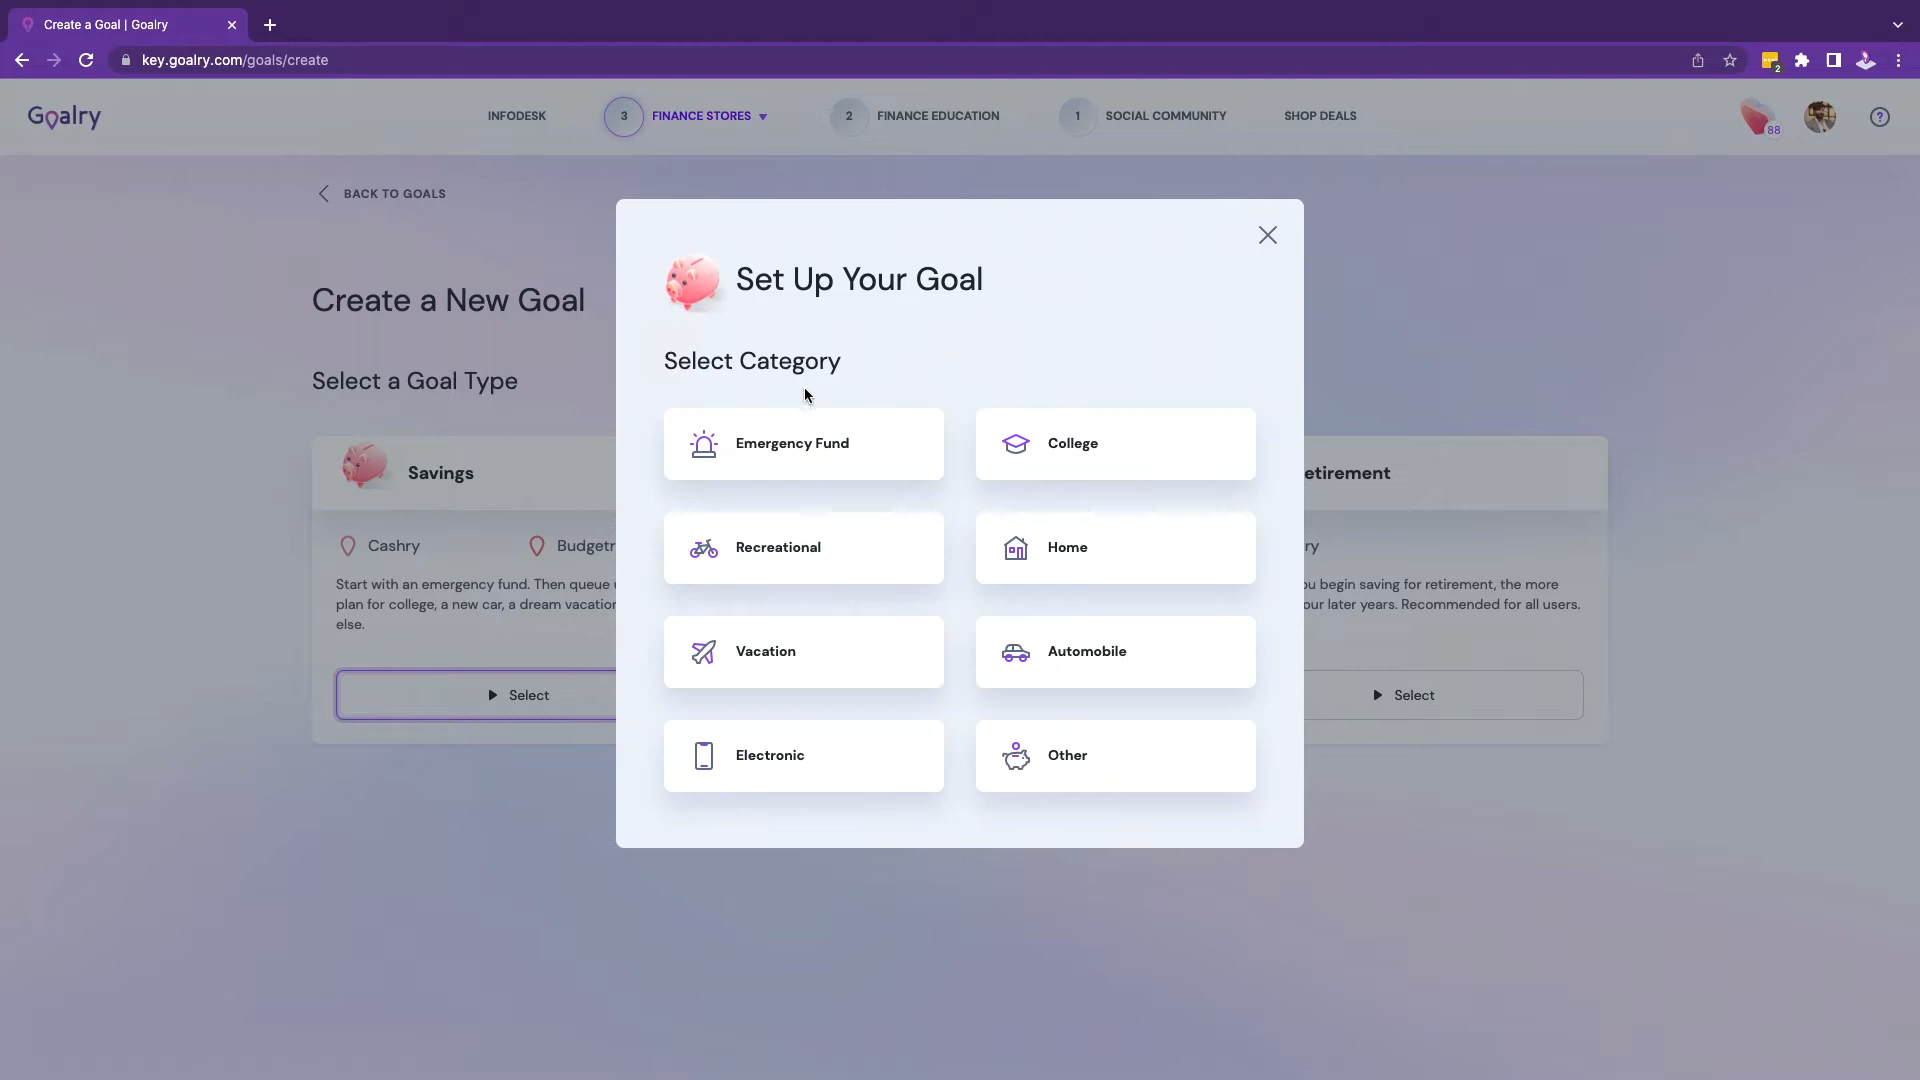 Create a Goal | Goalry
key.goalry.com/goals/create
2
Goalry
INFODESK
3
FINANCE STORES
2
FINANCE EDUCATION
1
SOCIAL COMMUNITY
SHOP DEALS
88
?
BACK TO GOALS
Create a New Goal
Select a Goal Type
Savings
Cashry
Budgetr
Start with an emergency fund. Then queue
plan for college, a new car, a dream vacation
else.
Select
Set Up Your Goal
Select Category
Emergency Fund
College
Recreational
Home
Vacation
Automobile
Electronic
Other
etirement
ry
ou begin saving for retirement, the more
our later years. Recommended for all users.
Select